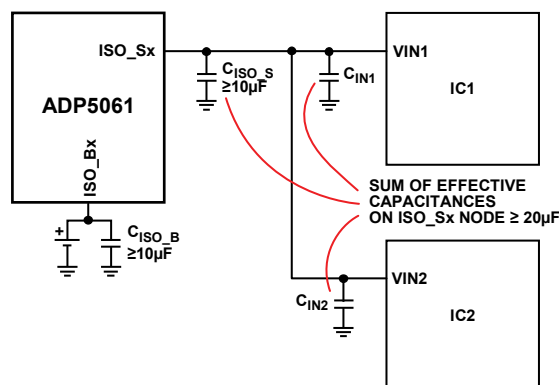 ISO_Sx
ADP5061
ISO_Bx
+
CISO_B
≥10µF
CISO_S
≥10µF
CIN1
VIN1
IC1
SUM OF EFFECTIVE
CAPACITANCES
ON ISO_Sx NODE ≥ 20µF
CIN2
VIN2
IC2